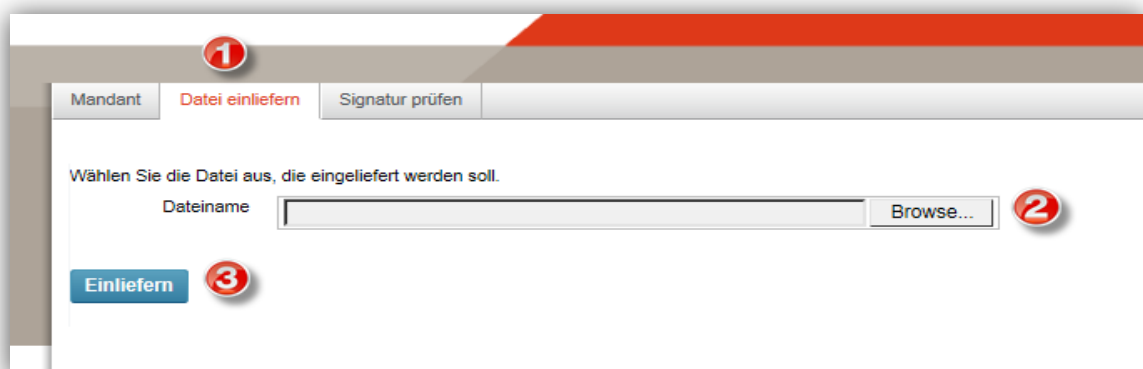 1
Mandant Datei einliefern Signatur prüfen
Wählen Sie die Datei aus, die eingeliefert werden soll.
Dateiname Browse... 2
Einliefern 3